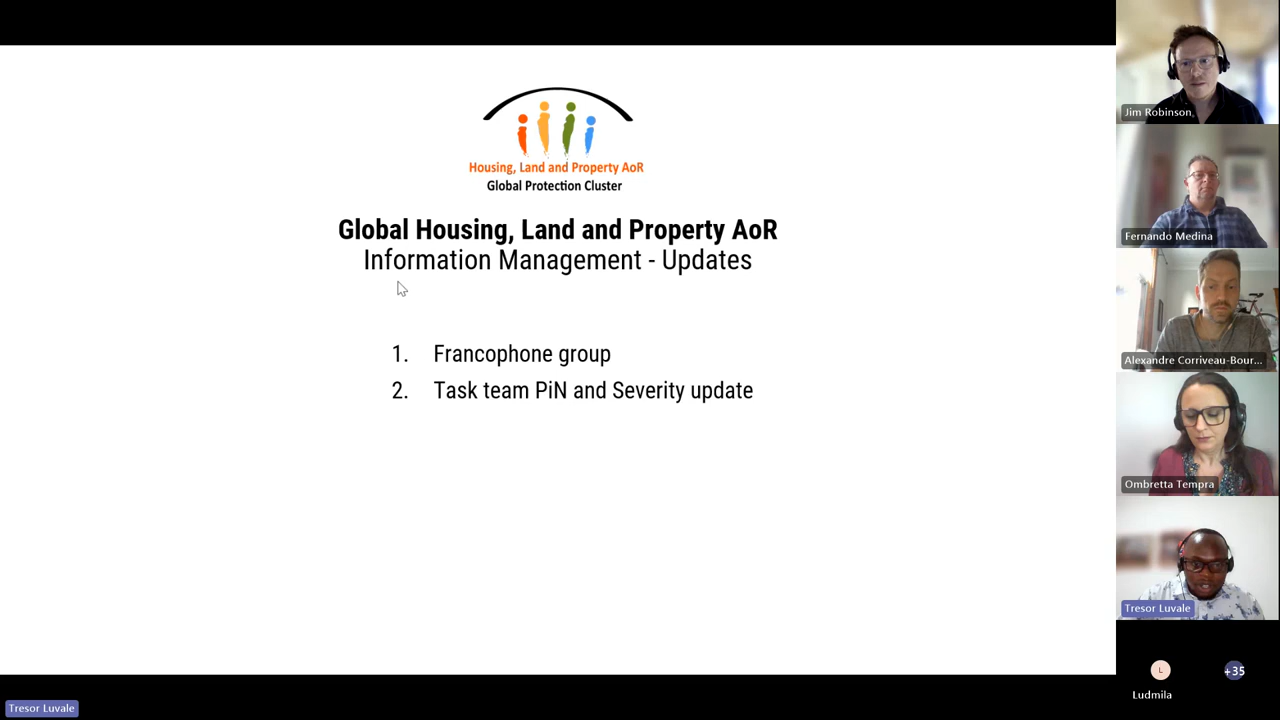 Housing, Land and Property AoR
Global Protection Cluster
Global Housing, Land and Property AoR
Information Management - Updates
1. Francophone group
2. Task team PiN and Severity update
Tresor Luvale
Jim Robinson
Fernando Medina
Alexandre Corriveau-Bour...
Ombretta Tempra
Tresor Luvale
L
+35
Ludmila